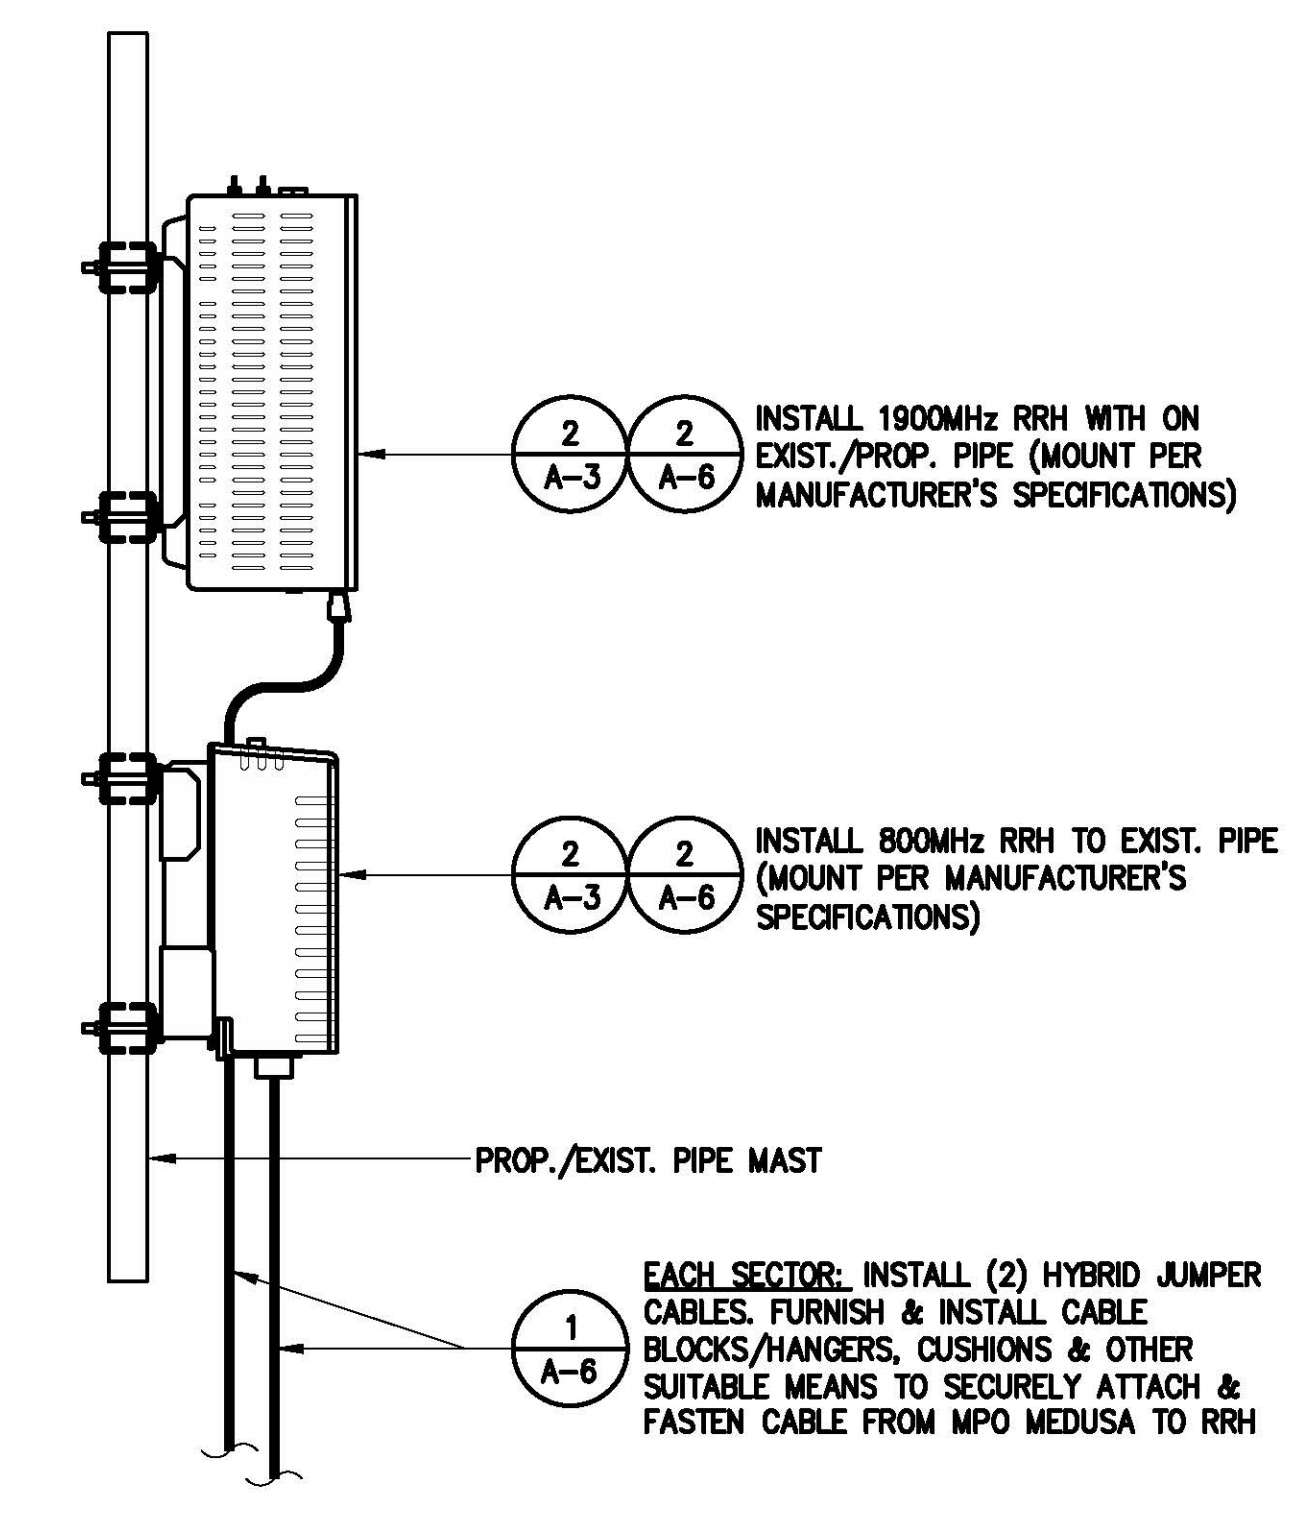 2
A-3
2
A-6
INSTALL 1900MHz RRH WITH ON
EXIST./PROP. PIPE (MOUNT PER
MANUFACTURER'S SPECIFICATIONS)
2
A-3
2
A-6
INSTALL 800MHz RRH TO EXIST. PIPE
(MOUNT PER MANUFACTURER'S
SPECIFICATIONS)
PROP./EXIST. PIPE MAST
1
A-6
EACH SECTOR: INSTALL (2) HYBRID JUMPER
CABLES. FURNISH & INSTALL CABLE
BLOCKS/HANGERS, CUSHIONS & OTHER
SUITABLE MEANS TO SECURELY ATTACH &
FASTEN CABLE FROM MPO MEDUSA TO RRH